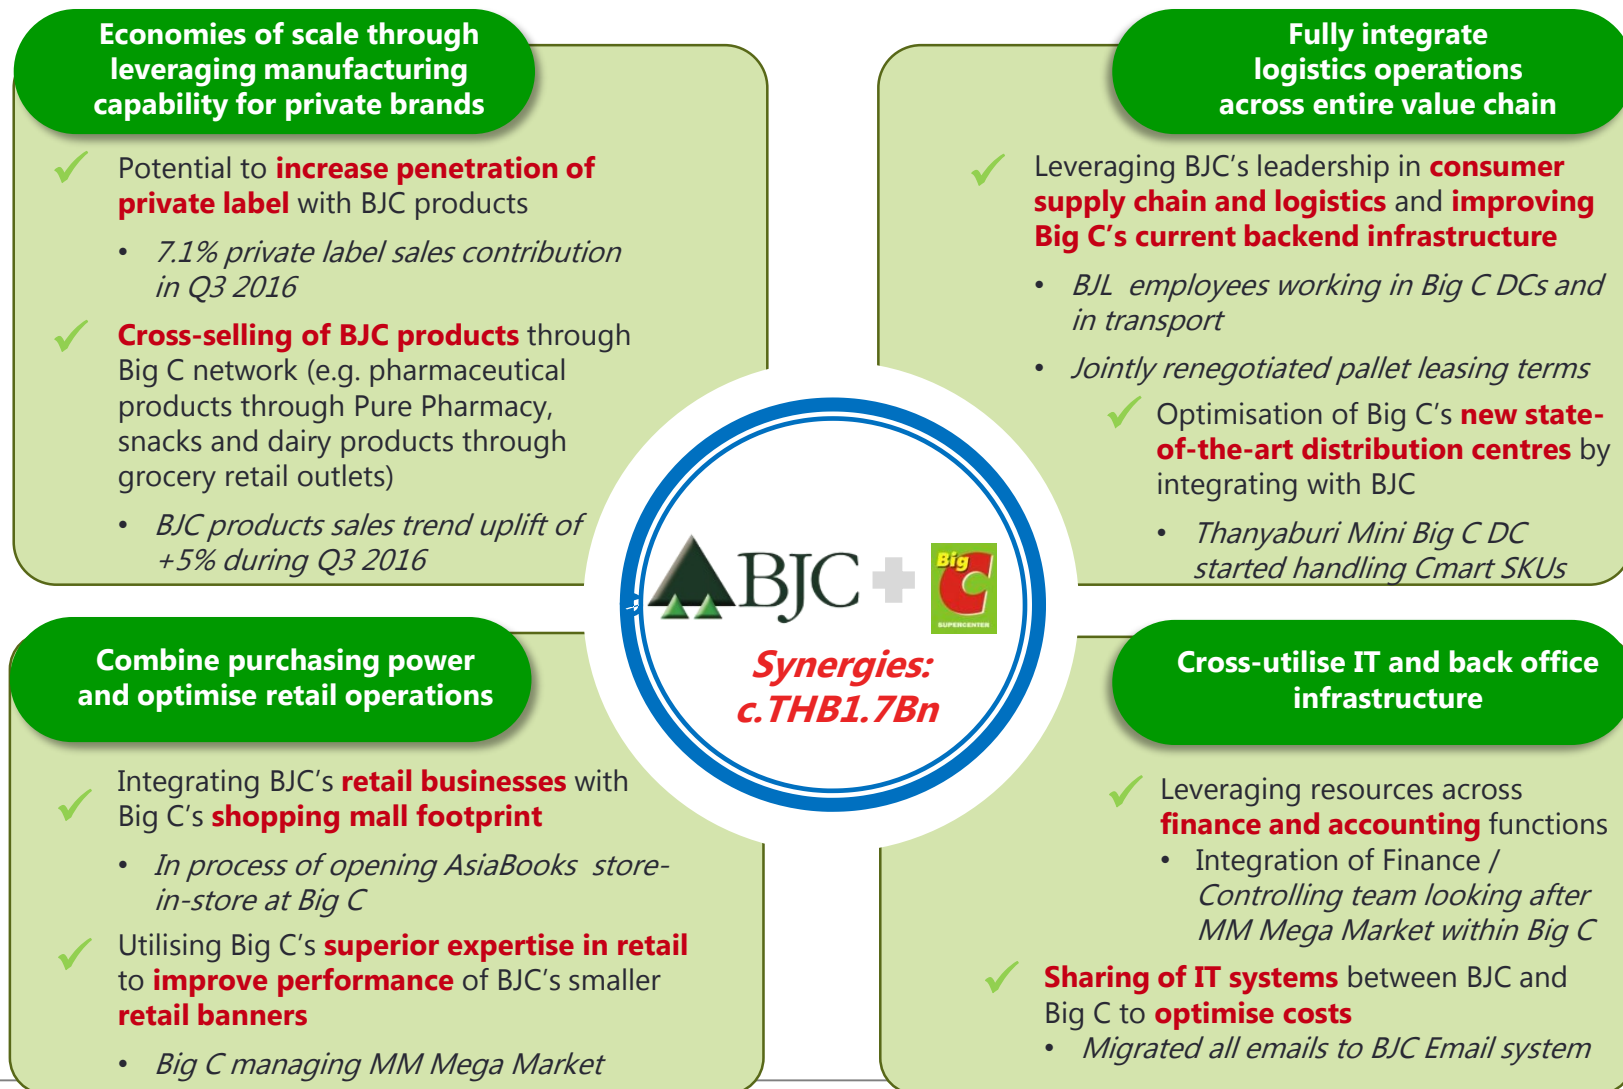 Economies of scale through
leveraging manufacturing
capability for private brands
Potential to increase penetration of
private label with BJC products
• 7.1% private label sales contribution
in Q3 2016
Cross-selling of BJC products through
Big C network (e.g. pharmaceutical
products through Pure Pharmacy,
snacks and dairy products through
grocery retail outlets)
• BJC products sales trend uplift of
+5% during Q3 2016
Fully integrate
logistics operations
across entire value chain
Leveraging BJC's leadership in consumer
supply chain and logistics and improving
Big C's current backend infrastructure
• BJL employees working in Big C DCs and
in transport
• Jointly renegotiated pallet leasing terms
Optimisation of Big C's new state-
of-the-art distribution centres by
integrating with BJC
• Thanyaburi Mini Big C DC
started handling Cmart SKUs
BJC
Big
C
SUPERCENTER
Synergies:
c.THB1.7Bn
Combine purchasing power
and optimise retail operations
Integrating BJC's retail businesses with
Big C's shopping mall footprint
• In process of opening AsiaBooks store-
in-store at Big C
Utilising Big C's superior expertise in retail
to improve performance of BJC's smaller
retail banners
• Big C managing MM Mega Market
Cross-utilise IT and back office
infrastructure
Leveraging resources across
finance and accounting functions
• Integration of Finance /
Controlling team looking after
MM Mega Market within Big C
Sharing of IT systems between BJC and
Big C to optimise costs
• Migrated all emails to BJC Email system